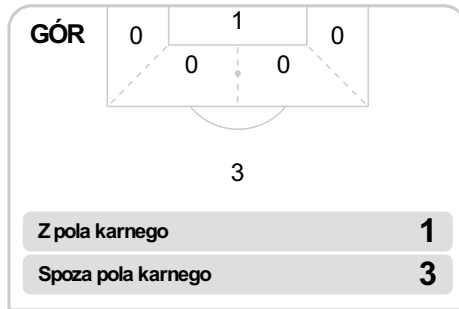 GÓR 0 1 0
0 0
3
Z pola karnego 1
Spoza pola karnego 3